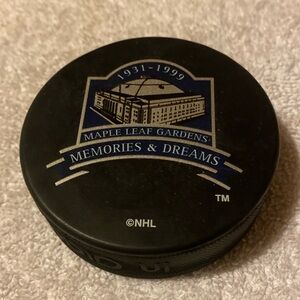 1931-1999
MAPLE LEAF GARDENS
MEMORIES & DREAMS
TM
©NHL